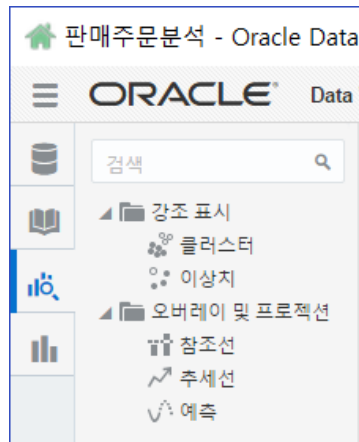 판매주문분석 - Oracle Data
ORACLE Data
검색
강조 표시
클러스터
이상치
오버레이 및 프로젝션
참조선
추세선
예측